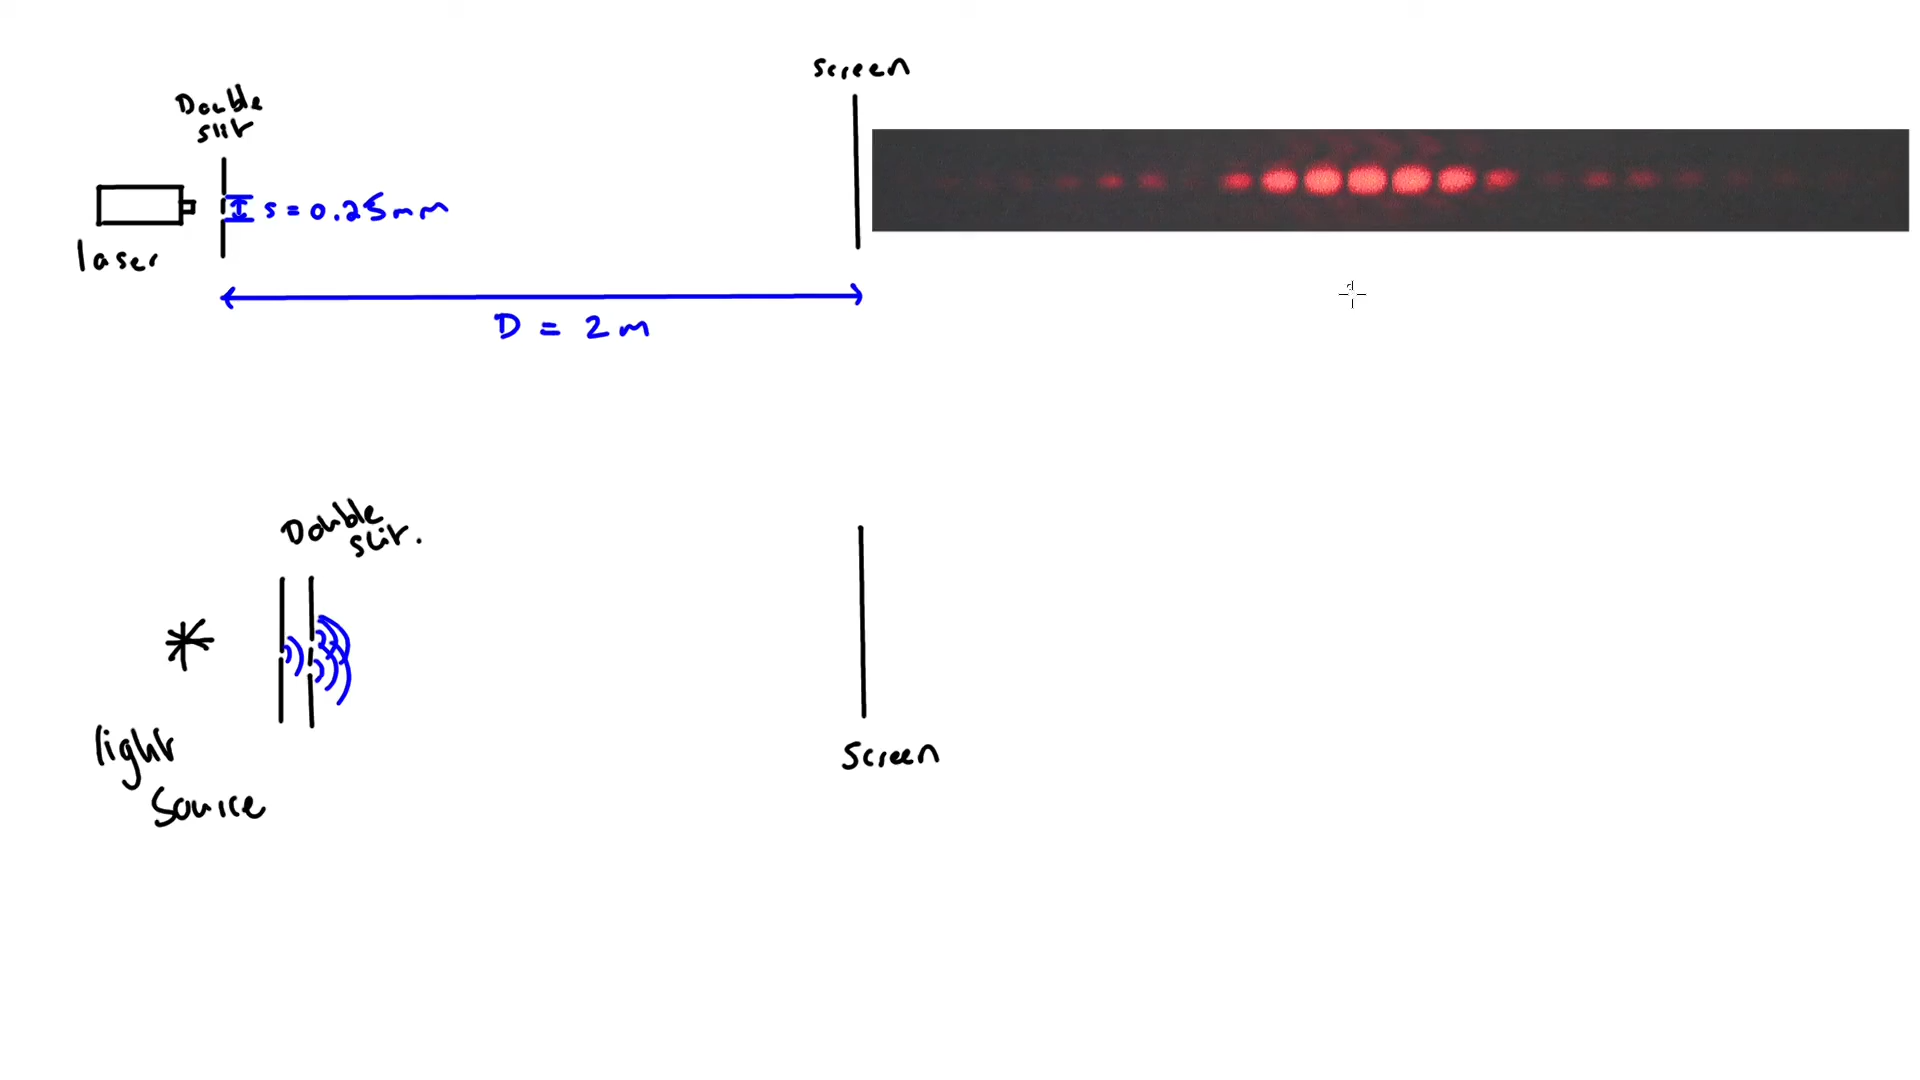 screen
Double
slit
s = 0.25mm
laser
D = 2m
Double
slit.
light
Source
Screen